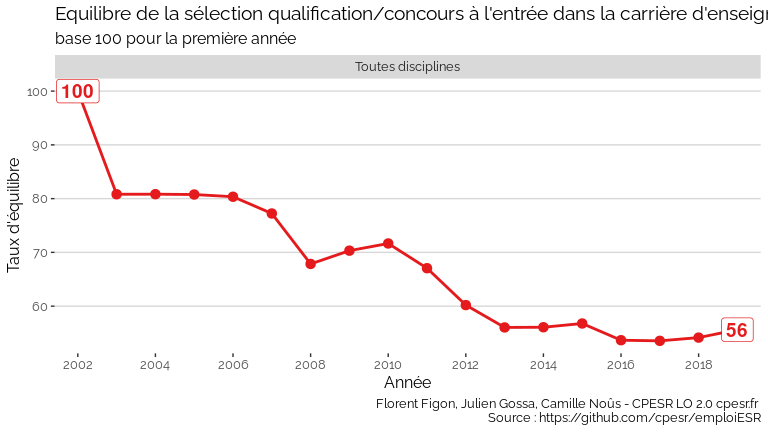 Equilibre de la sélection qualification/concours à l'entrée dans la carrière
base 100 pour la première année
Toutes disciplines
100
100
90
80
70
60
56
Taux d'équilibre
2002 2004 2006 2008 2010 2012 2014 2016 2018
Année
Florent Figon, Julien Gossa, Camille Noûs - CPESR LO 2.0 cpesr.fr
Source : https://github.com/cpesr/emploiESR